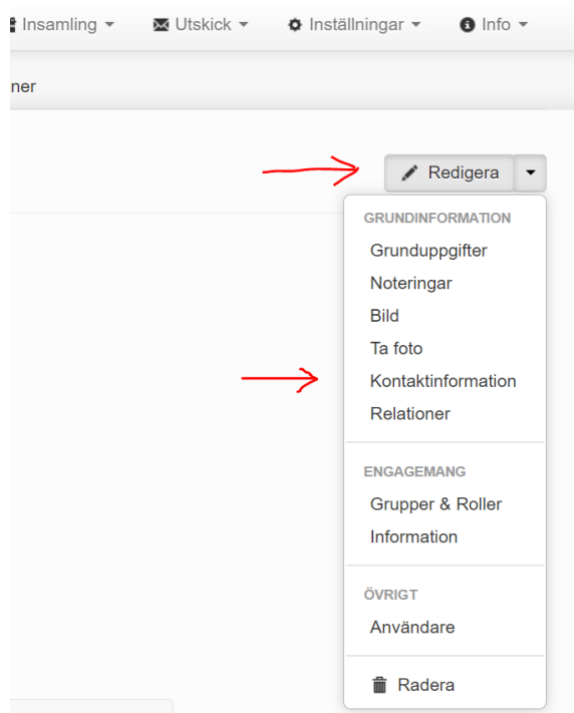 Insamling Utskick Inställningar Info
ner
Redigera
GRUNDINFORMATION
Grunduppgifter
Noteringar
Bild
Ta foto
Kontaktinformation
Relationer
ENGAGEMANG
Grupper & Roller
Information
ÖVRIGT
Användare
Radera